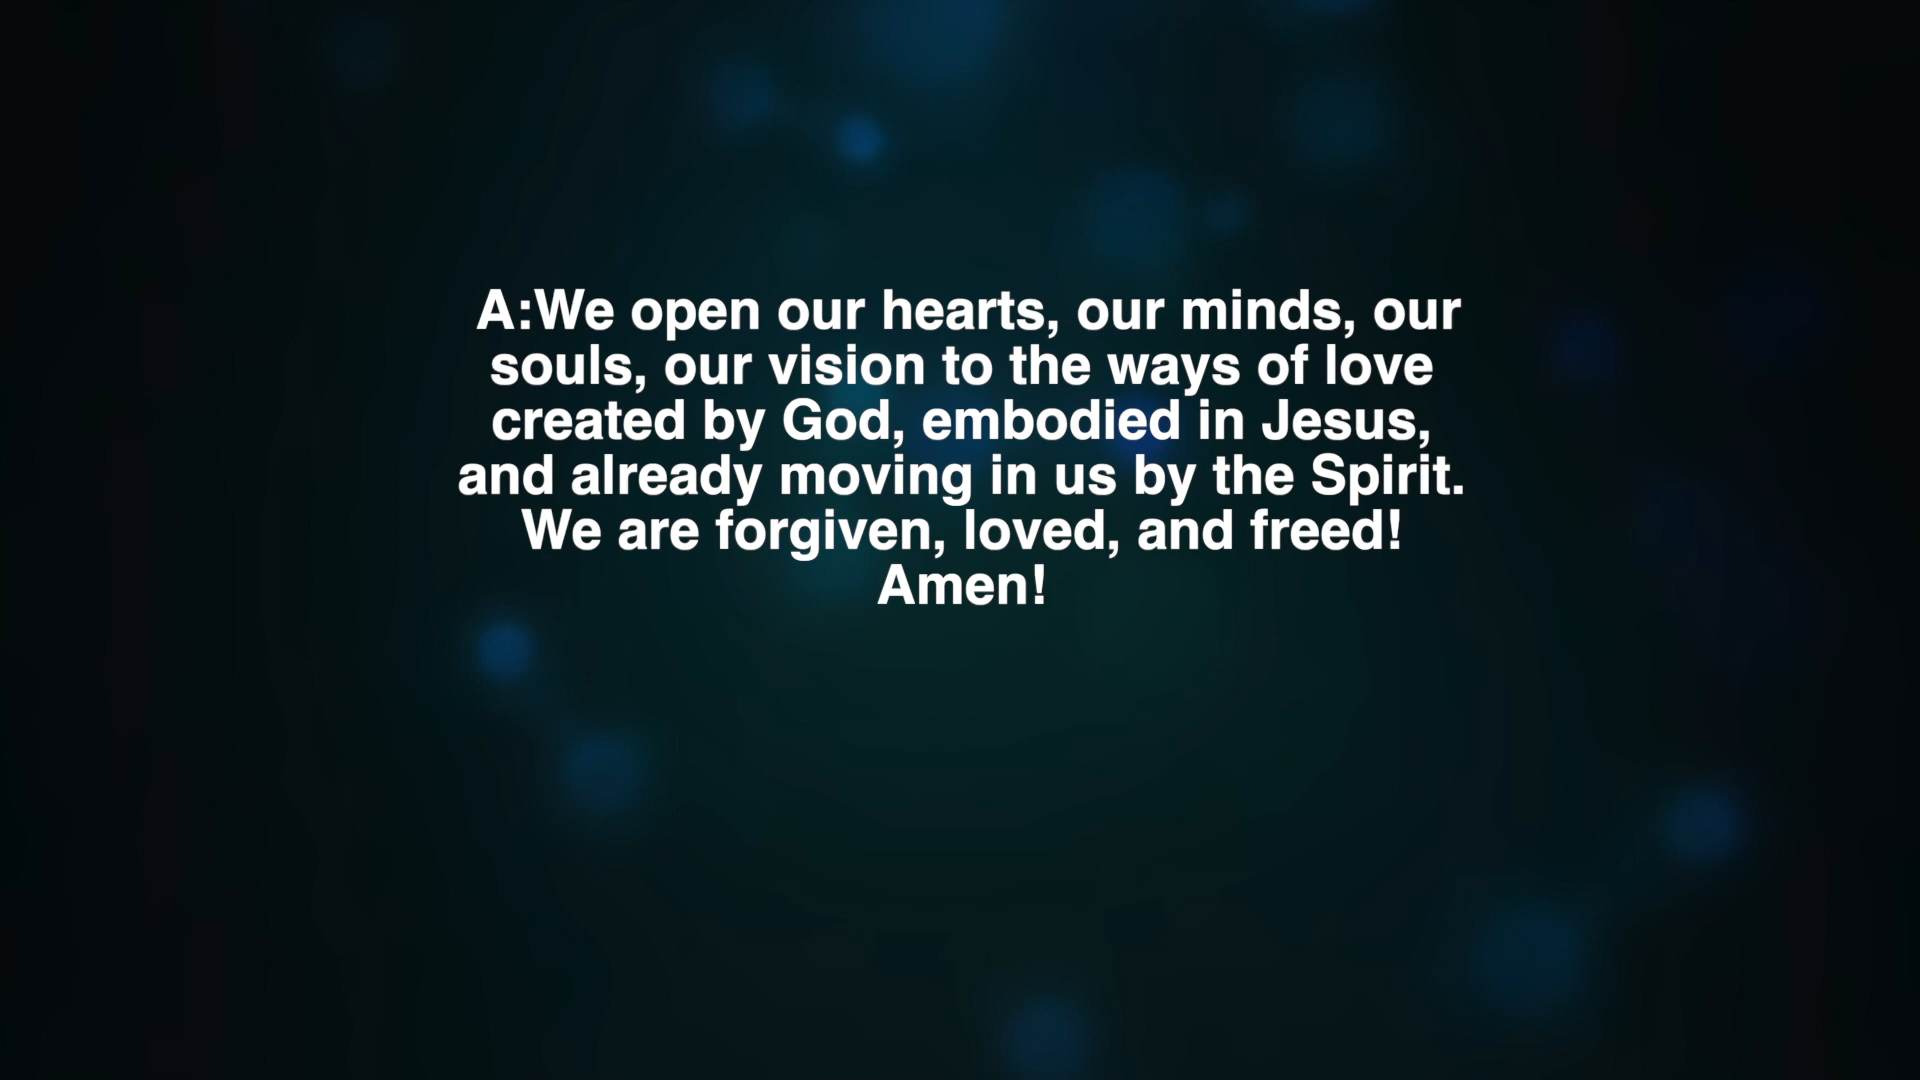 A:We open our hearts, our minds, our
souls, our vision to the ways of love
created by God, embodied in Jesus,
and already moving in us by the Spirit.
We are forgiven, loved, and freed!
Amen!